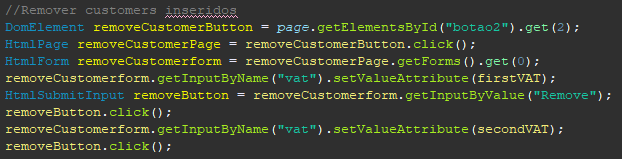 //Remover customers inseridos
DomElement removeCustomerButton = page.getElementsById("botao2").get(2);
HtmlPage removeCustomerPage = removeCustomerButton.click();
HtmlForm removeCustomerform = removeCustomerPage.getForms().get(0);
removeCustomerform.getInputByName("vat").setValueAttribute(firstVAT);
HtmlSubmitInput removeButton = removeCustomerform.getInputByValue("Remove");
removeButton.click();
removeCustomerform.getInputByName("vat").setValueAttribute(secondVAT);
removeButton.click();